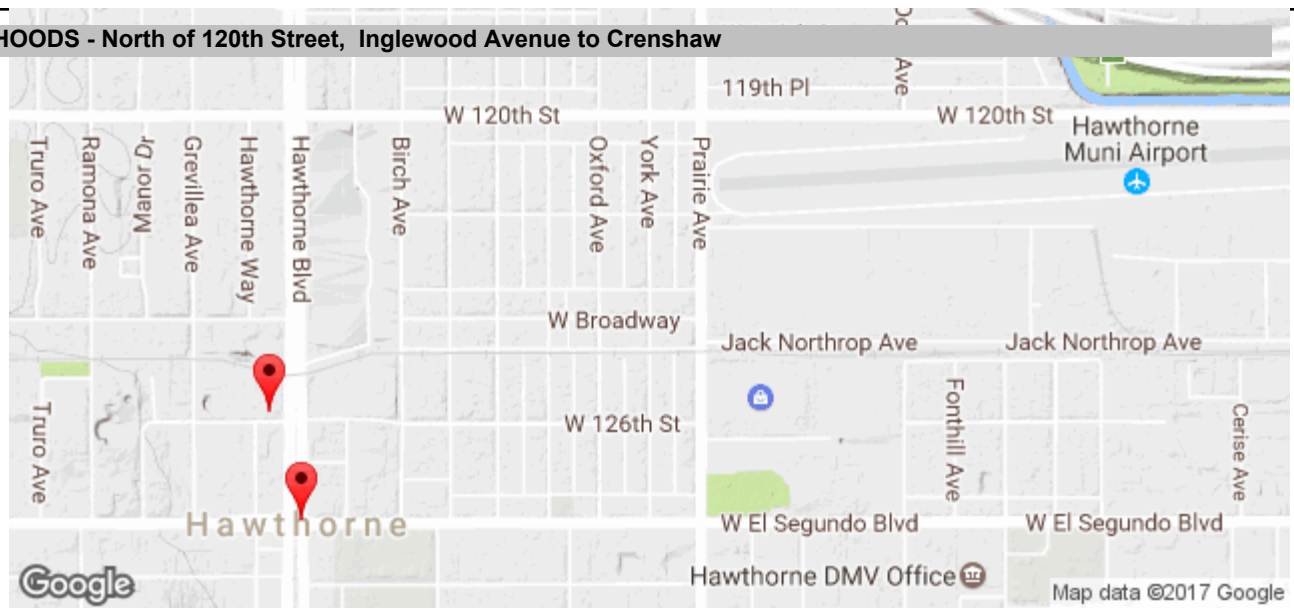 HOODS - North of 120th Street, Inglewood Avenue to Crenshaw
Ave
119th Pl
W 120th St
W 120th St
Hawthorne
Muni Airport
Truro Ave
Ramona Ave
Manor Dr
Grevillea Ave
Hawthorne Way
Hawthorne Blvd
Birch Ave
Oxford Ave
York Ave
Prairie Ave
W Broadway
Jack Northrop Ave
Jack Northrop Ave
Truro Ave
W 126th St
Fonthill Ave
Cerise Ave
Hawthorne
W El Segundo Blvd
W El Segundo Blvd
Hawthorne DMV Office
Google
Map data ©2017 Google